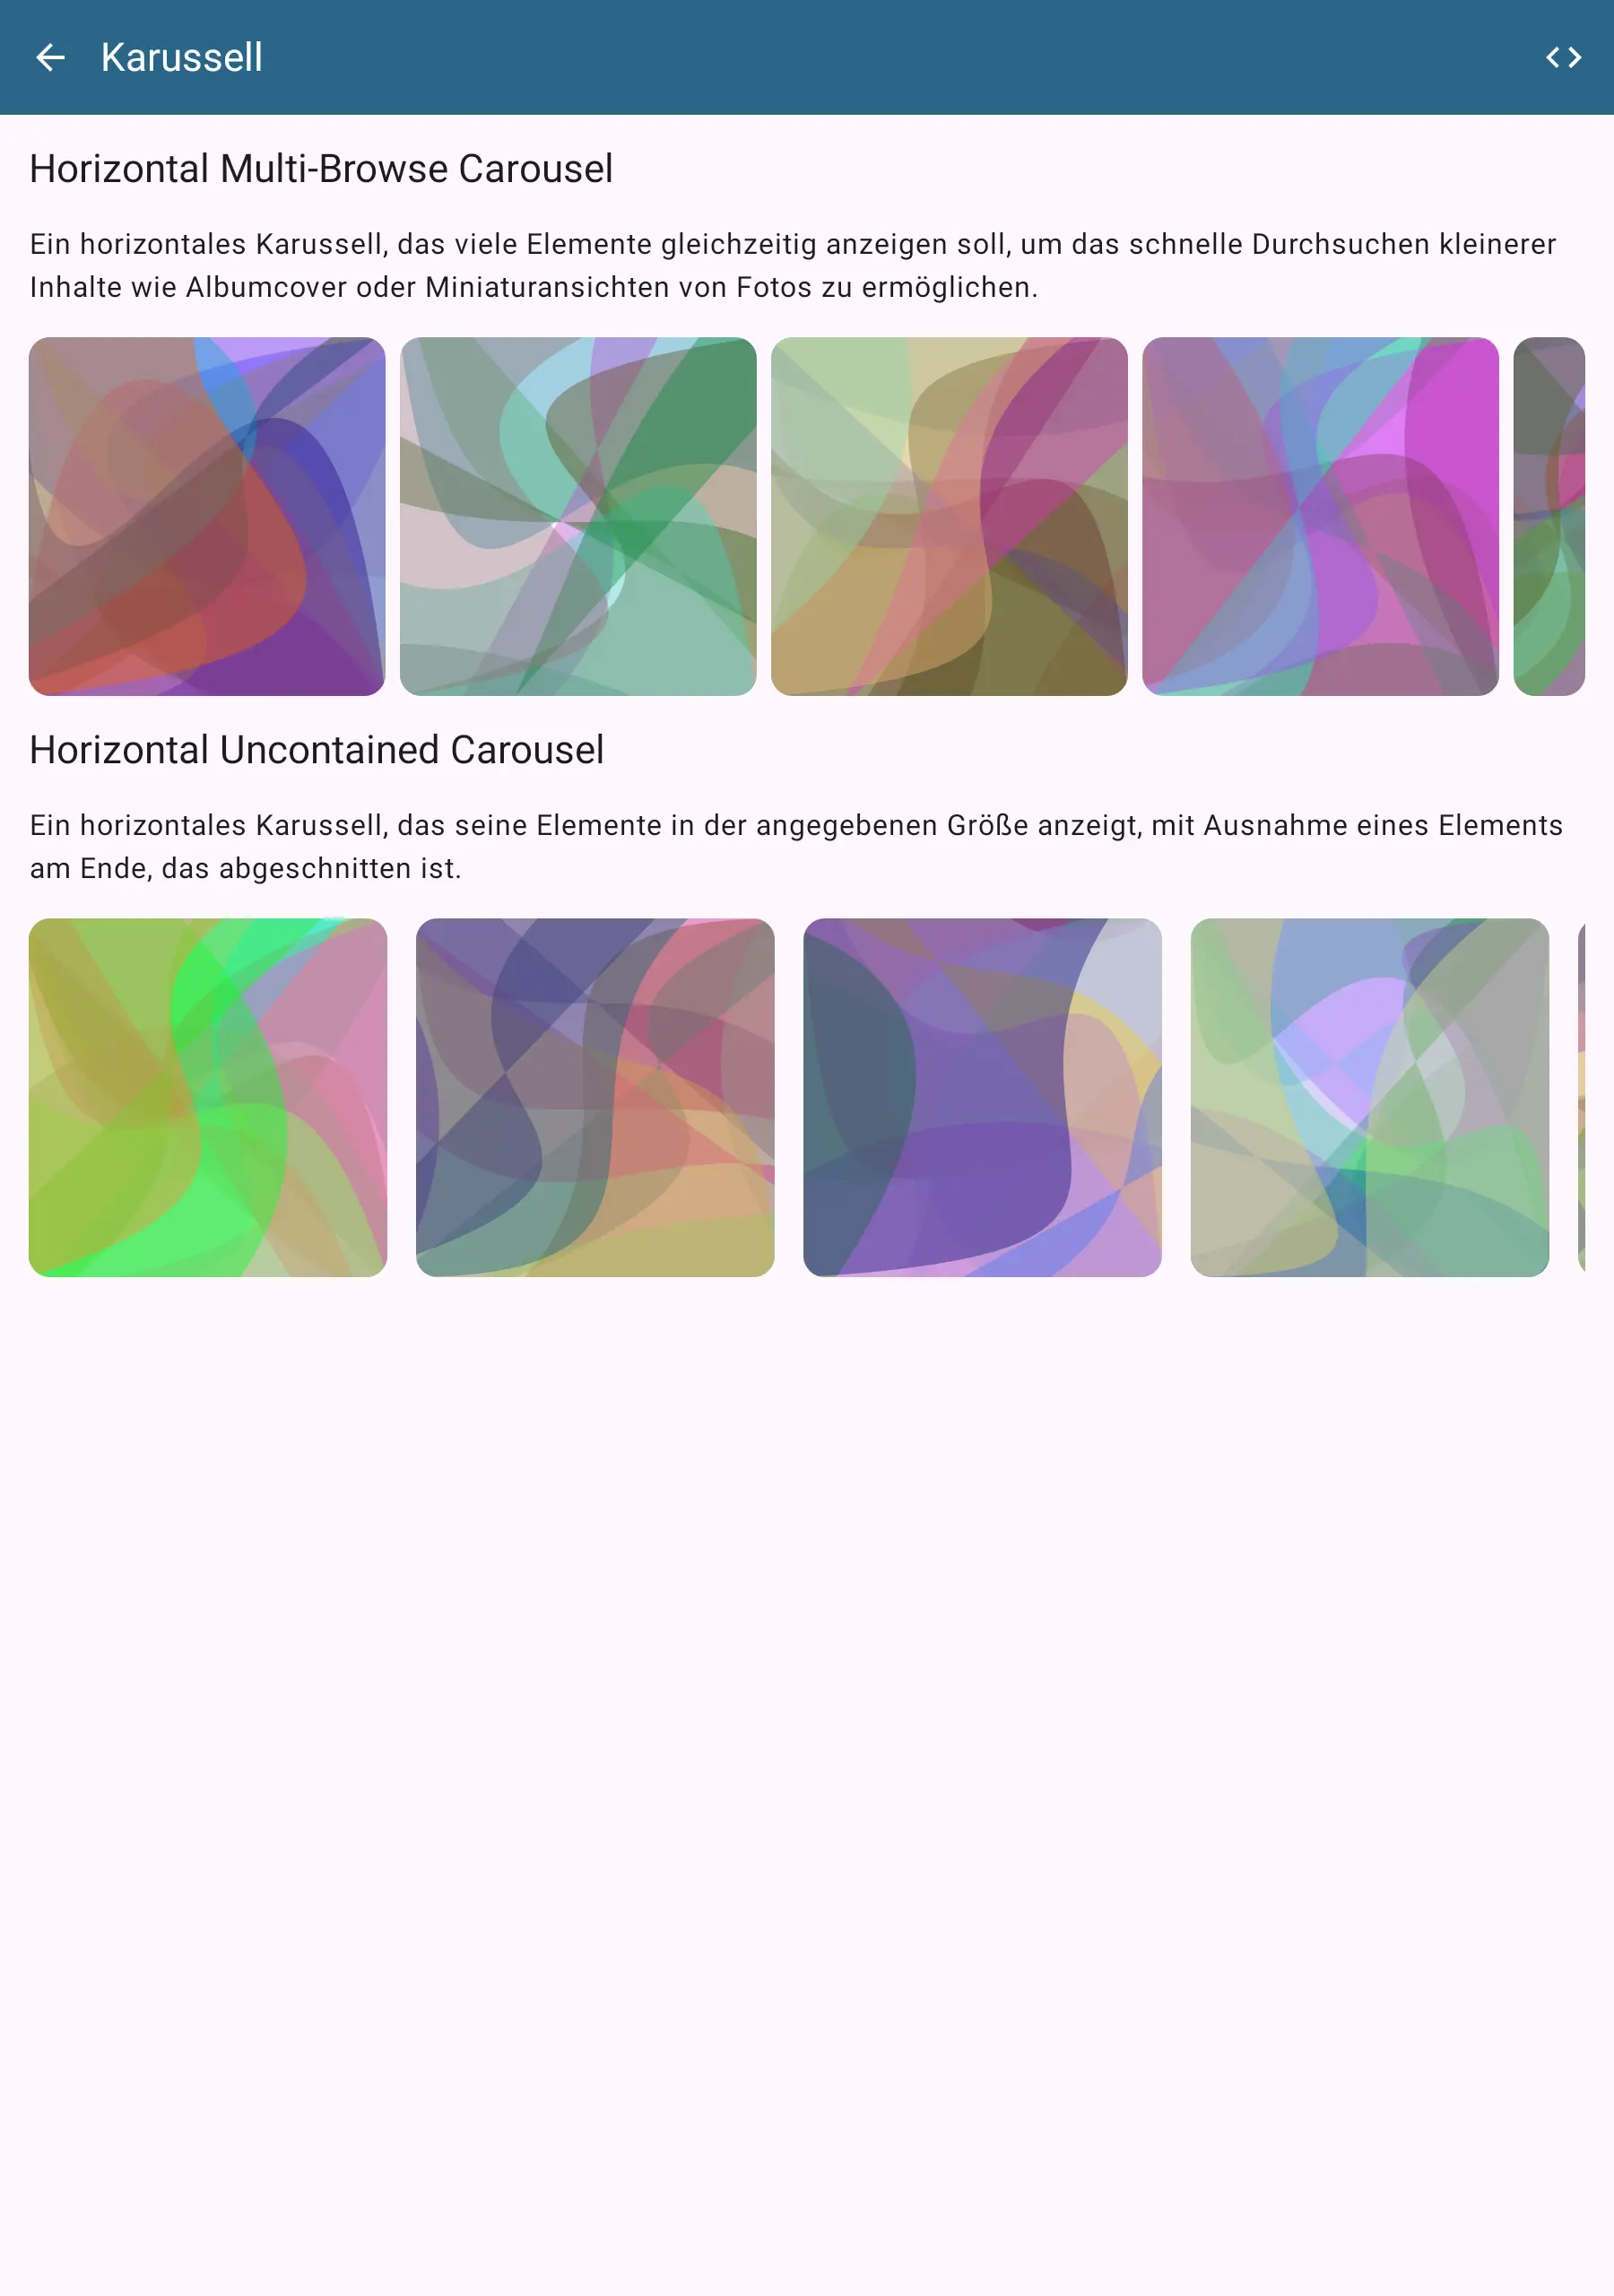 Karussell
Horizontal Multi-Browse Carousel
Ein horizontales Karussell, das viele Elemente gleichzeitig anzeigen soll, um das schnelle Durchsuchen kleinerer
Inhalte wie Albumcover oder Miniaturansichten von Fotos zu ermöglichen.
Horizontal Uncontained Carousel
Ein horizontales Karussell, das seine Elemente in der angegebenen Größe anzeigt, mit Ausnahme eines Elements
am Ende, das abgeschnitten ist.